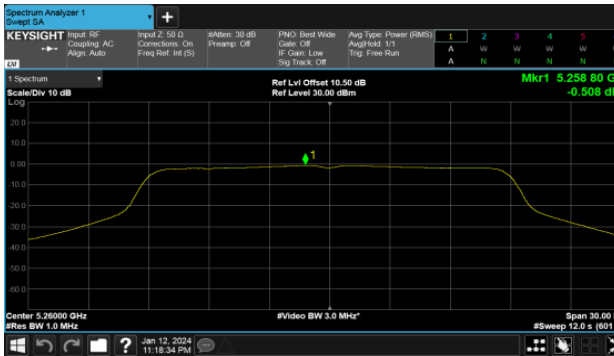 Spectrum Analyzer 1
Swept SA
KEYSIGHT
Input: RF
Coupling: AC
Align: Auto
Input Z: 50 Ω
Corrections: On
Freq Ref: Int (S)
#Atten: 30 dB
Preamp: Off
PNO: Best Wide
Gate: Off
IF Gain: Low
Sig Track: Off
Avg Type: Power (RMS)
Avg|Hold: 1/1
Trig: Free Run
1 2 3 4 5
A W W W W
A N N N N
LXI
1 Spectrum
Scale/Div 10 dB
Ref Lvl Offset 10.50 dB
Ref Level 30.00 dBm
Mkr1 5.258 80 G
-0.508 d
Log
20.0
10.0
0.00
-10.0
-20.0
-30.0
-40.0
-50.0
-60.0
1
Center 5.26000 GHz
#Res BW 1.0 MHz
#Video BW 3.0 MHz*
Span 30.00
#Sweep 12.0 s (601
Jan 12, 2024
11:18:34 PM